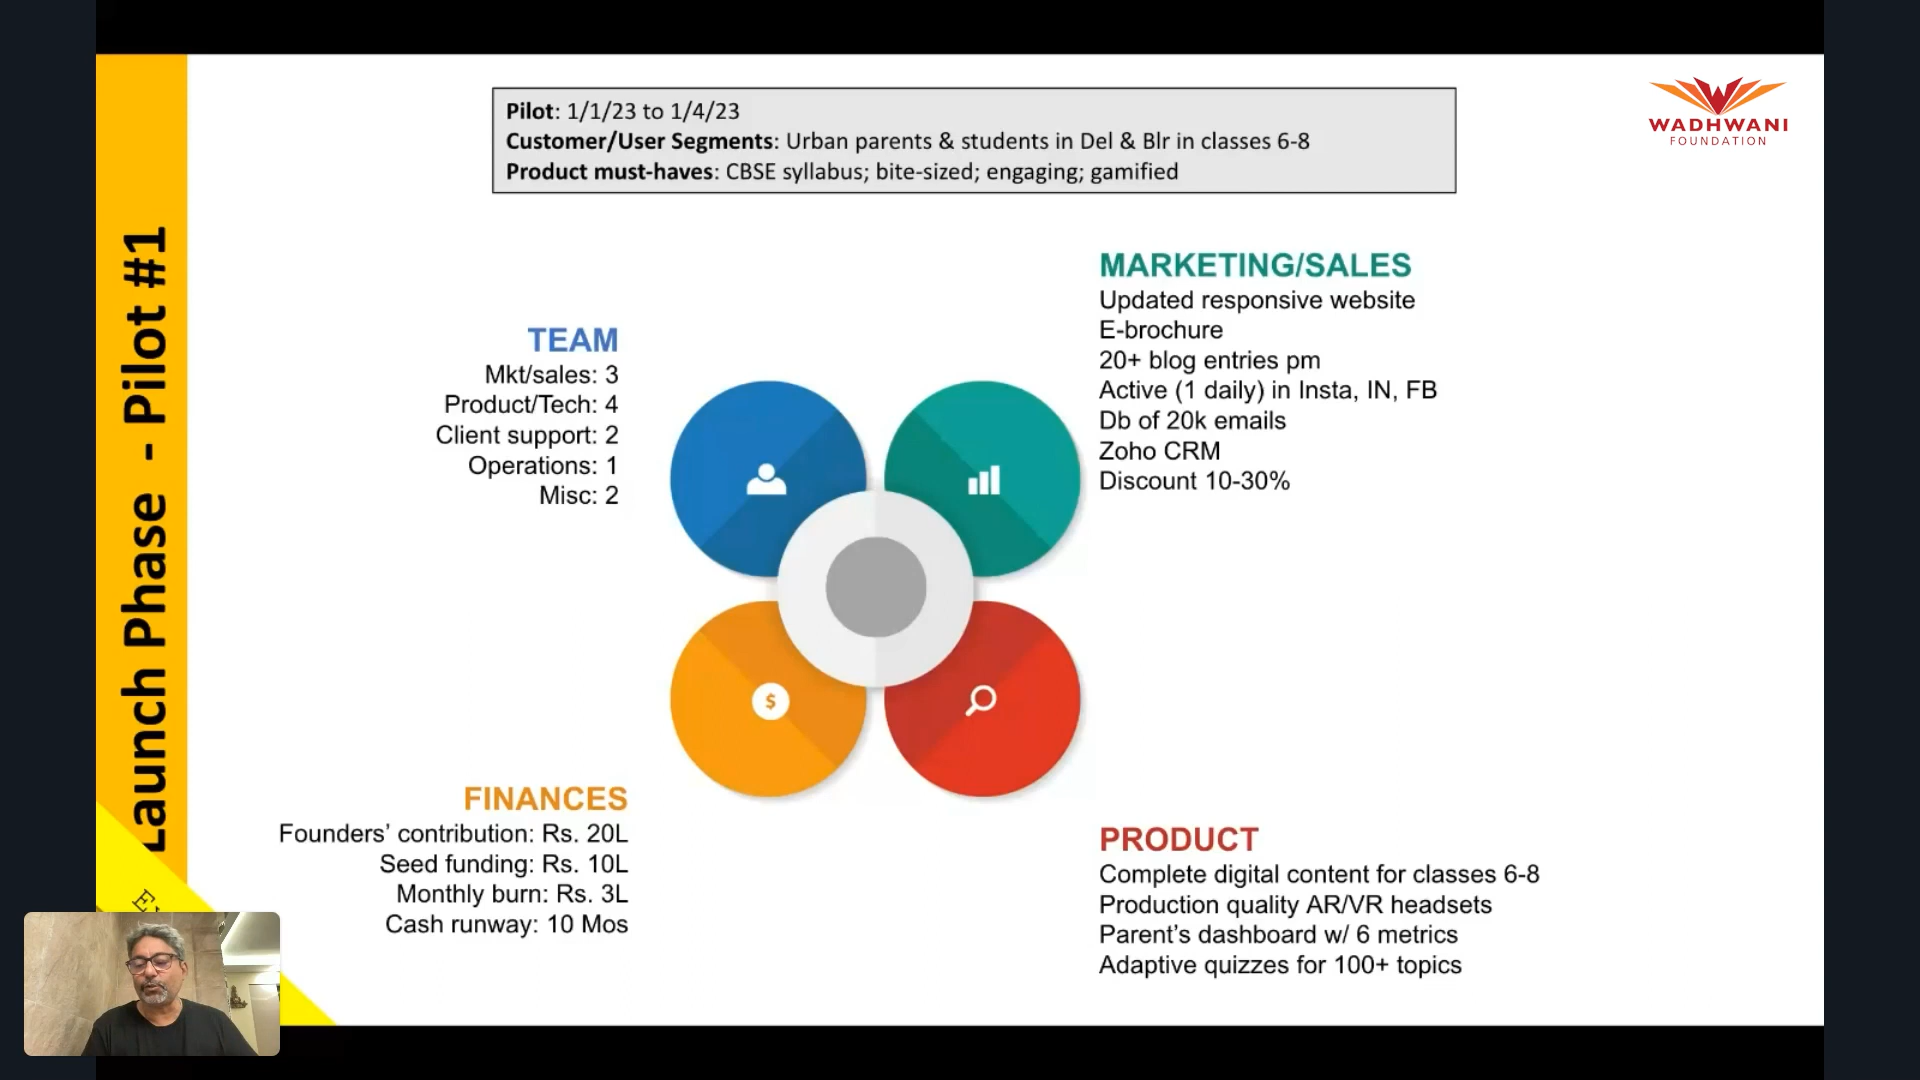 Launch Phase - Pilot #1
Pilot: 1/1/23 to 1/4/23
Customer/User Segments: Urban parents & students in Del & Blr in classes 6-8
Product must-haves: CBSE syllabus; bite-sized; engaging; gamified
WADHWANI
FOUNDATION
TEAM
Mkt/sales: 3
Product/Tech: 4
Client support: 2
Operations: 1
Misc: 2
MARKETING/SALES
Updated responsive website
E-brochure
20+ blog entries pm
Active (1 daily) in Insta, IN, FB
Db of 20k emails
Zoho CRM
Discount 10-30%
$
FINANCES
Founders’ contribution: Rs. 20L
Seed funding: Rs. 10L
Monthly burn: Rs. 3L
Cash runway: 10 Mos
PRODUCT
Complete digital content for classes 6-8
Production quality AR/VR headsets
Parent’s dashboard w/ 6 metrics
Adaptive quizzes for 100+ topics